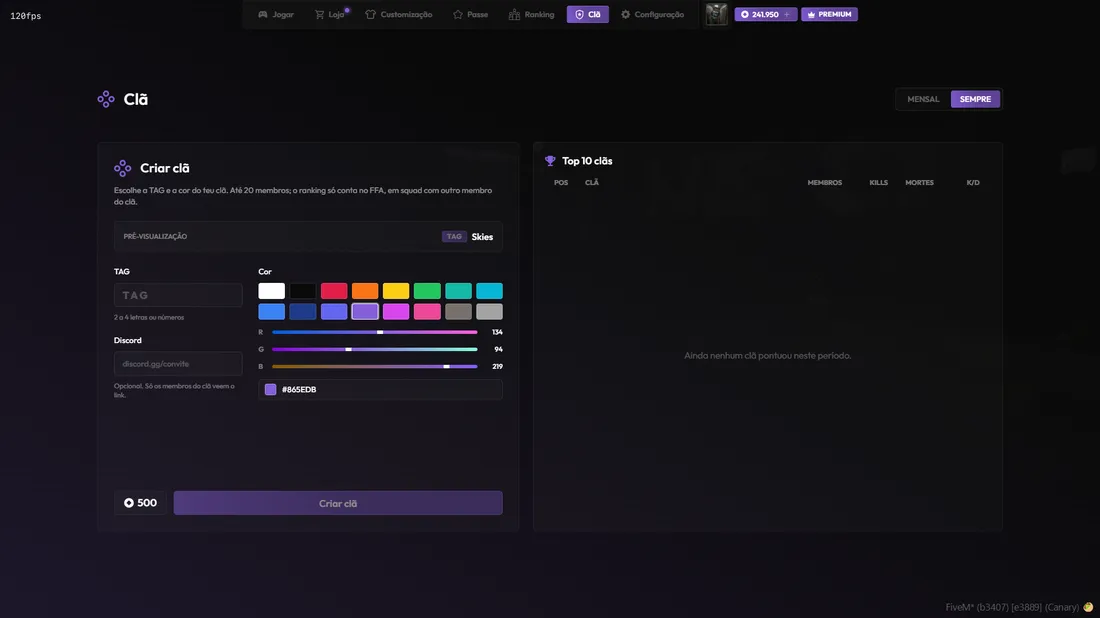 120fps
Jogar
Loja
Customização
Passe
Ranking
Clã
Configuração
241.950 +
PREMIUM
Clã
MENSAL
SEMPRE
Criar clã
Escolhe a TAG e a cor do teu clã. Até 20 membros; o ranking só conta no FFA, em squad com outro membro
do clã.
PRÉ-VISUALIZAÇÃO
TAG Skies
TAG
TAG
2 a 4 letras ou números
Discord
discord.gg/convite
Opcional. Só os membros do clã veem o
link.
Cor
R 134
G 94
B 219
#865EDB
500
Criar clã
Top 10 clãs
POS CLÃ MEMBROS KILLS MORTES K/D
Ainda nenhum clã pontuou neste período.
FiveM* (b3407) [e3889] (Canary)